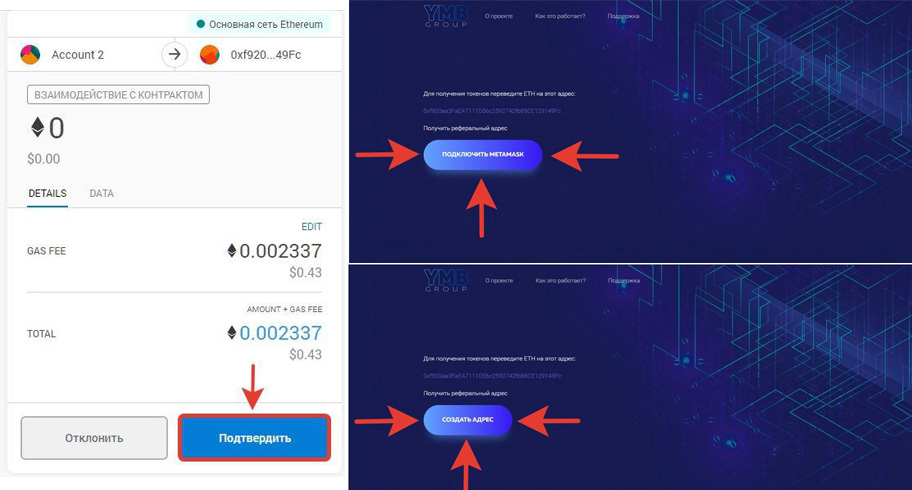 Основная сеть Ethereum
Account 2
0xf920...49Fc
ВЗАИМОДЕЙСТВИЕ С КОНТРАКТОМ
0
$0.00
DETAILS DATA
EDIT
GAS FEE 0.002337
$0.43
AMOUNT + GAS FEE
TOTAL 0.002337
$0.43
Отклонить Подтвердить
YMB
GROUP
О проекте Как это работает? Поддержка
Для получения токенов переведите ETH на этот адрес:
Получить реферальный адрес
ПОДКЛЮЧИТЬ METAMASK
YMB
GROUP
О проекте Как это работает? Поддержка
Для получения токенов переведите ETH на этот адрес:
Получить реферальный адрес
СОЗДАТЬ АДРЕС